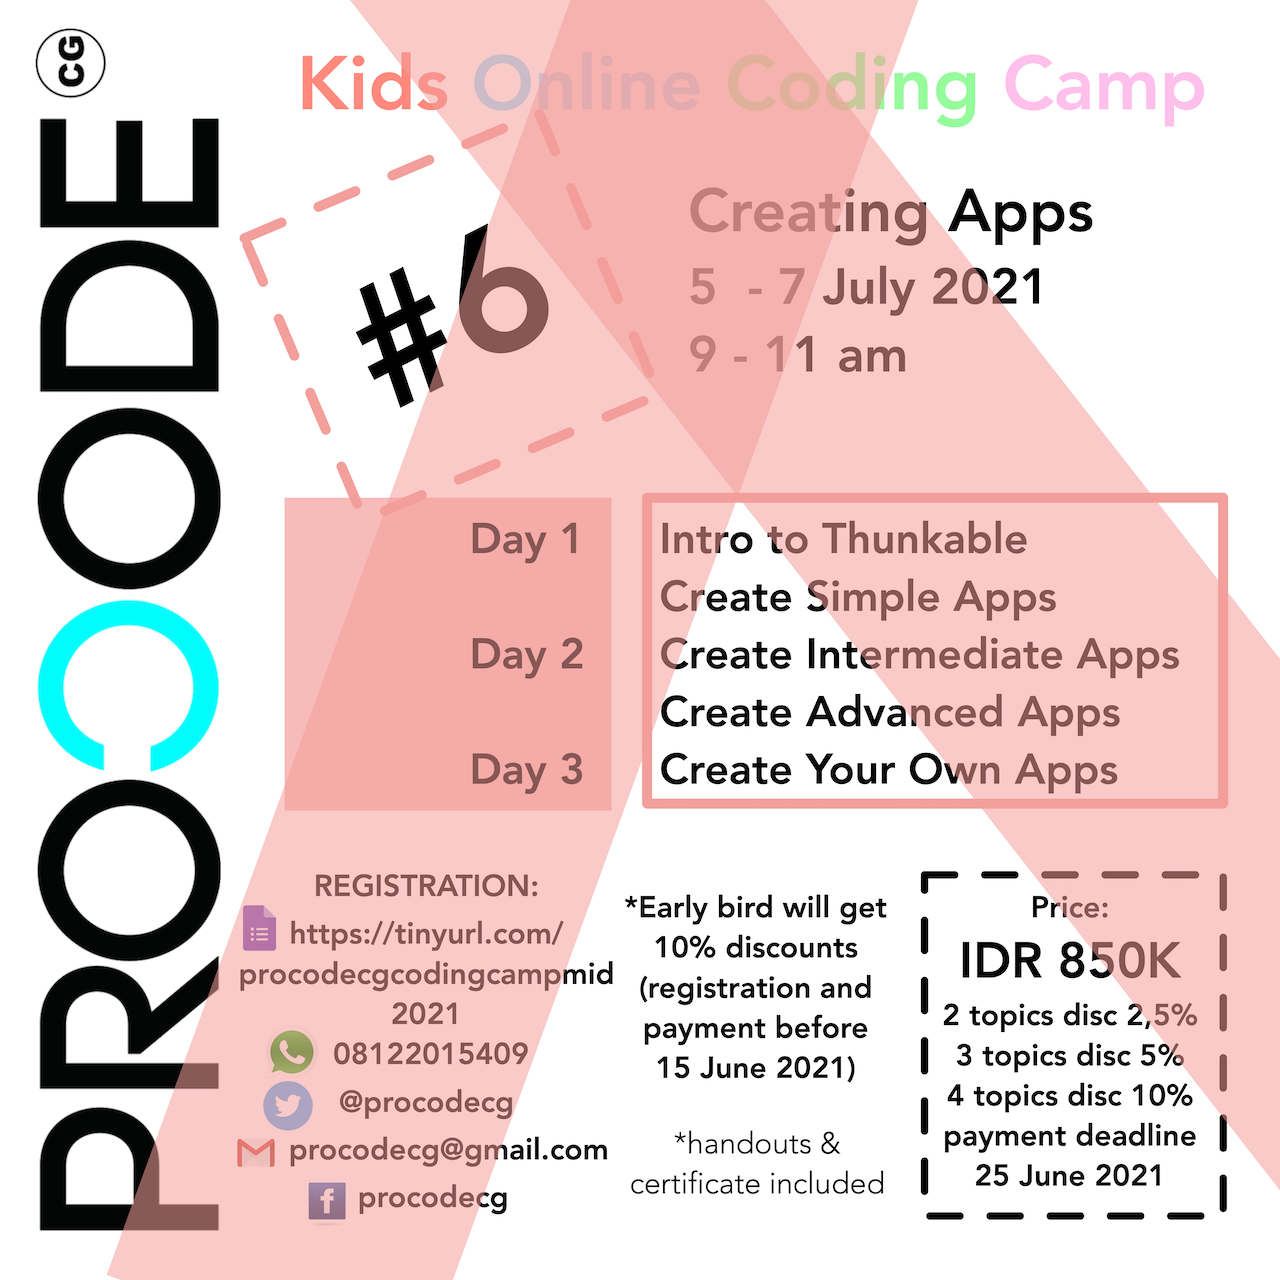 CG
PROCODE
Kids Online Coding Camp
#6
Creating Apps
5 - 7 July 2021
9 - 11 am
Day 1
Intro to Thunkable
Create Simple Apps
Day 2
Create Intermediate Apps
Create Advanced Apps
Day 3
Create Your Own Apps
REGISTRATION:
https://tinyurl.com/
procodecgcodingcampmid
2021
08122015409
@procodecg
procodecg@gmail.com
procodecg
*Early bird will get
10% discounts
(registration and
payment before
15 June 2021)
*handouts &
certificate included
Price:
IDR 850K
2 topics disc 2,5%
3 topics disc 5%
4 topics disc 10%
payment deadline
25 June 2021